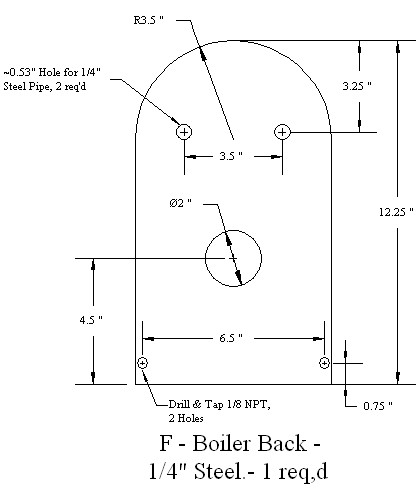 R3.5 "
~0.53" Hole for 1/4"
Steel Pipe, 2 req'd
3.25 "
3.5 "
12.25 "
Ø2 "
4.5 "
6.5 "
0.75 "
Drill & Tap 1/8 NPT,
2 Holes
F - Boiler Back -
1/4" Steel.- 1 req,d